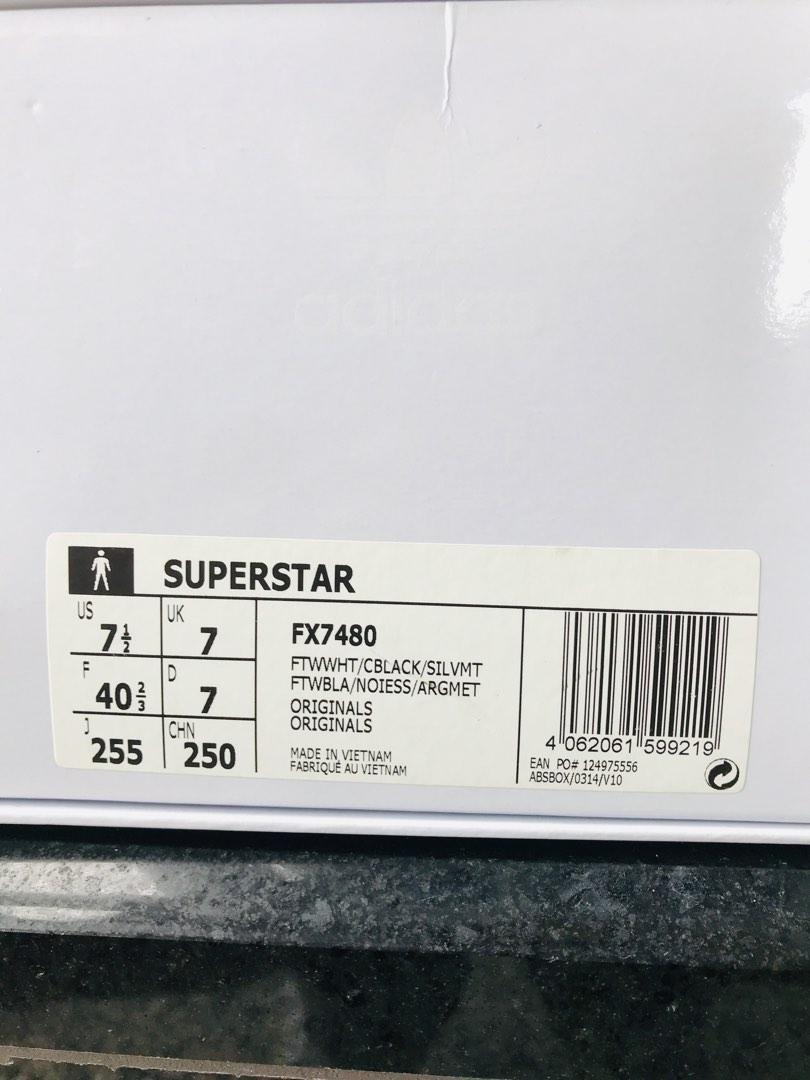 adidas
SUPERSTAR
US 7½
UK 7
F 40⅔
D 7
J 255
CHN 250
FX7480
FTWWHT/CBLACK/SILVMT
FTWBLA/NOIESS/ARGMET
ORIGINALS
ORIGINALS
MADE IN VIETNAM
FABRIQUÉ AU VIETNAM
4 062061 599219
EAN PO# 124975556
ABSBOX/0314/V10